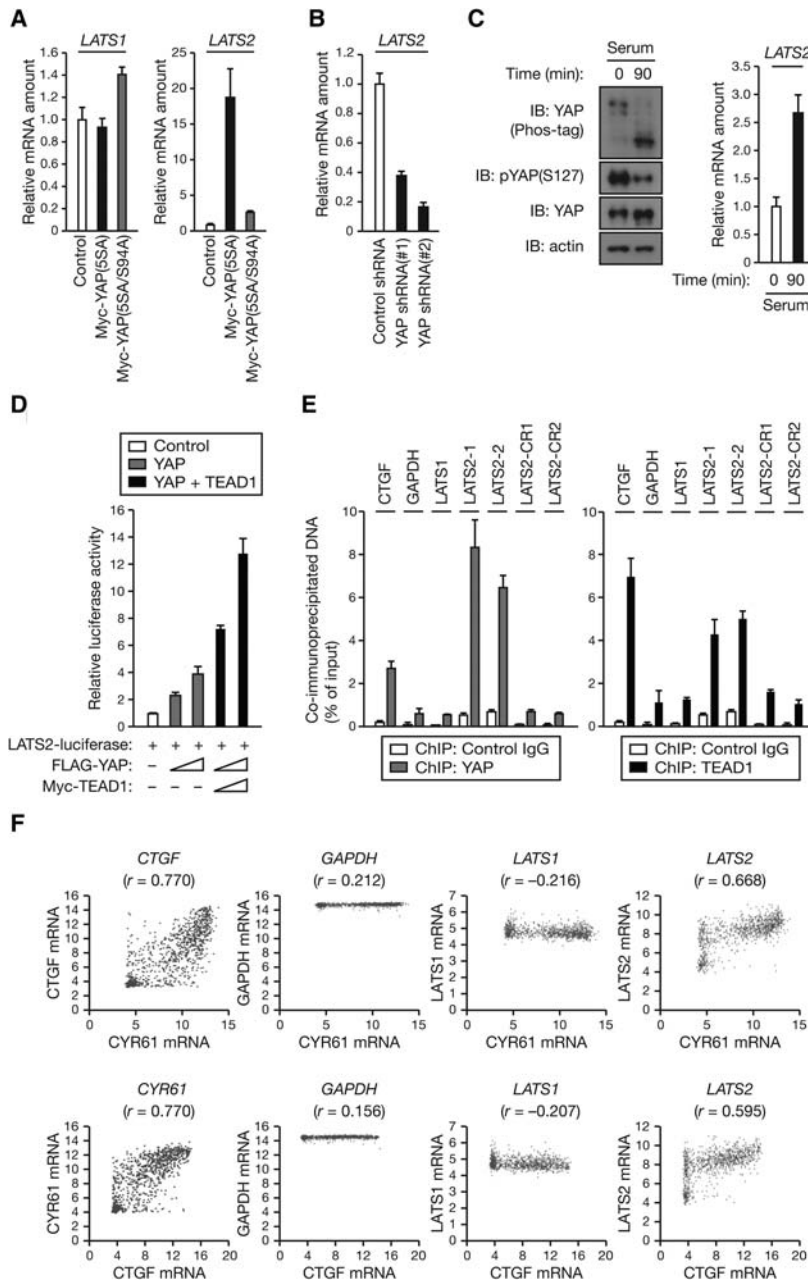 A
LATS1
LATS2
Relative mRNA amount
1.6
1.4
1.2
1.0
0.8
0.6
0.4
0.2
0
Control
Myc-YAP(5SA)
Myc-YAP(5SA/S94A)
Relative mRNA amount
25
20
15
10
5
0
Control
Myc-YAP(5SA)
Myc-YAP(5SA/S94A)
B
LATS2
Relative mRNA amount
1.2
1.0
0.8
0.6
0.4
0.2
0
Control shRNA
YAP shRNA(#1)
YAP shRNA(#2)
C
Serum
Time (min): 0 90
IB: YAP
(Phos-tag)
IB: pYAP(S127)
IB: YAP
IB: actin
LATS2
Relative mRNA amount
3.5
3.0
2.5
2.0
1.5
1.0
0.5
0.0
Time (min): 0 90
Serum
D
Control
YAP
YAP + TEAD1
Relative luciferase activity
16
14
12
10
8
6
4
2
0
LATS2-luciferase: + + + + +
FLAG-YAP: –
Myc-TEAD1: – – –
E
CTGF
GAPDH
LATS1
LATS2-1
LATS2-2
LATS2-CR1
LATS2-CR2
Co-immunoprecipitated DNA
(% of input)
10
8
6
4
2
0
ChIP: Control IgG
ChIP: YAP
CTGF
GAPDH
LATS1
LATS2-1
LATS2-2
LATS2-CR1
LATS2-CR2
10
8
6
4
2
0
ChIP: Control IgG
ChIP: TEAD1
F
CTGF
(r = 0.770)
CTGF mRNA
16
14
12
10
8
6
4
2
0
0 5 10 15
CYR61 mRNA
GAPDH
(r = 0.212)
GAPDH mRNA
16
14
12
10
8
6
4
2
0
0 5 10 15
CYR61 mRNA
LATS1
(r = –0.216)
LATS1 mRNA
7
6
5
4
3
2
1
0
0 5 10 15
CYR61 mRNA
LATS2
(r = 0.668)
LATS2 mRNA
12
10
8
6
4
2
0
0 5 10 15
CYR61 mRNA
CYR61
(r = 0.770)
CYR61 mRNA
16
14
12
10
8
6
4
2
0
0 4 8 12 16 20
CTGF mRNA
GAPDH
(r = 0.156)
GAPDH mRNA
16
14
12
10
8
6
4
2
0
0 4 8 12 16 20
CTGF mRNA
LATS1
(r = –0.207)
LATS1 mRNA
7
6
5
4
3
2
1
0
0 4 8 12 16 20
CTGF mRNA
LATS2
(r = 0.595)
LATS2 mRNA
12
10
8
6
4
2
0
0 4 8 12 16 20
CTGF mRNA